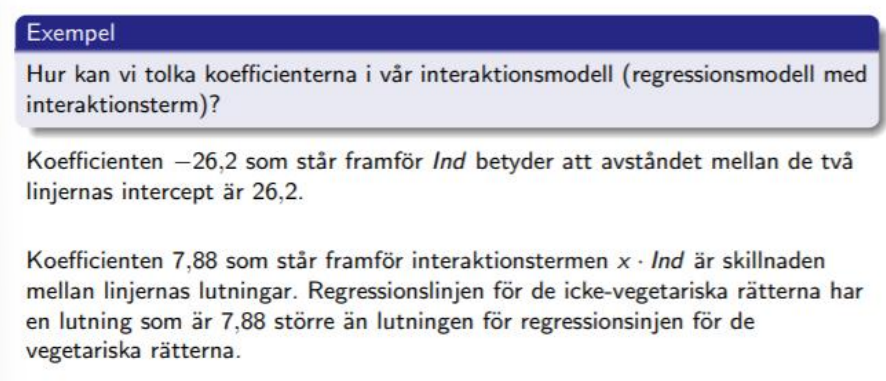 Exempel
Hur kan vi tolka koefficienterna i vår interaktionsmodell (regressionsmodell med
interaktionsterm)?
Koefficienten −26,2 som står framför Ind betyder att avståndet mellan de två
linjernas intercept är 26,2.
Koefficienten 7,88 som står framför interaktionstermen x · Ind är skillnaden
mellan linjernas lutningar. Regressionslinjen för de icke-vegetariska rätterna har
en lutning som är 7,88 större än lutningen för regressionsinjen för de
vegetariska rätterna.